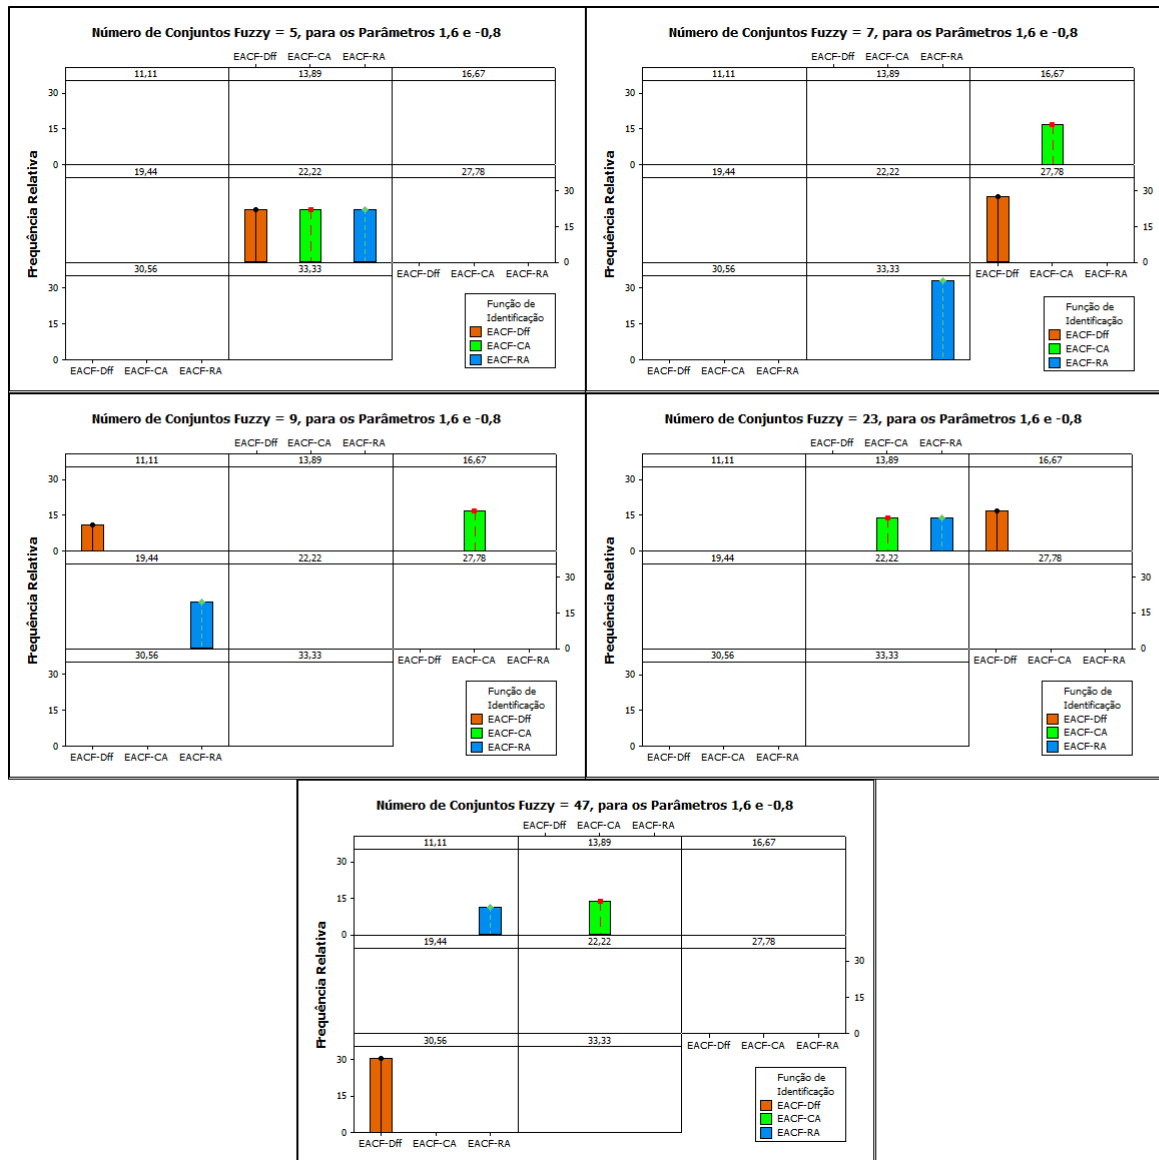 Número de Conjuntos Fuzzy = 5, para os Parâmetros 1,6 e -0,8
EACF-Dff EACF-CA EACF-RA
11,11 13,89 16,67
30
15
0
19,44 22,22 27,78
30
15
0
Frequência Relativa
30,56 33,33 EACF-Dff EACF-CA EACF-RA
30
15
0
EACF-Dff EACF-CA EACF-RA
Função de
Identificação
EACF-Dff
EACF-CA
EACF-RA
Número de Conjuntos Fuzzy = 7, para os Parâmetros 1,6 e -0,8
EACF-Dff EACF-CA EACF-RA
11,11 13,89 16,67
30
15
0
19,44 22,22 27,78
30
15
0
Frequência Relativa
30,56 33,33 EACF-Dff EACF-CA EACF-RA
30
15
0
EACF-Dff EACF-CA EACF-RA
Função de
Identificação
EACF-Dff
EACF-CA
EACF-RA
Número de Conjuntos Fuzzy = 9, para os Parâmetros 1,6 e -0,8
EACF-Dff EACF-CA EACF-RA
11,11 13,89 16,67
30
15
0
19,44 22,22 27,78
30
15
0
Frequência Relativa
30,56 33,33 EACF-Dff EACF-CA EACF-RA
30
15
0
EACF-Dff EACF-CA EACF-RA
Função de
Identificação
EACF-Dff
EACF-CA
EACF-RA
Número de Conjuntos Fuzzy = 23, para os Parâmetros 1,6 e -0,8
EACF-Dff EACF-CA EACF-RA
11,11 13,89 16,67
30
15
0
19,44 22,22 27,78
30
15
0
Frequência Relativa
30,56 33,33 EACF-Dff EACF-CA EACF-RA
30
15
0
EACF-Dff EACF-CA EACF-RA
Função de
Identificação
EACF-Dff
EACF-CA
EACF-RA
Número de Conjuntos Fuzzy = 47, para os Parâmetros 1,6 e -0,8
EACF-Dff EACF-CA EACF-RA
11,11 13,89 16,67
30
15
0
19,44 22,22 27,78
30
15
0
Frequência Relativa
30,56 33,33 EACF-Dff EACF-CA EACF-RA
30
15
0
EACF-Dff EACF-CA EACF-RA
Função de
Identificação
EACF-Dff
EACF-CA
EACF-RA